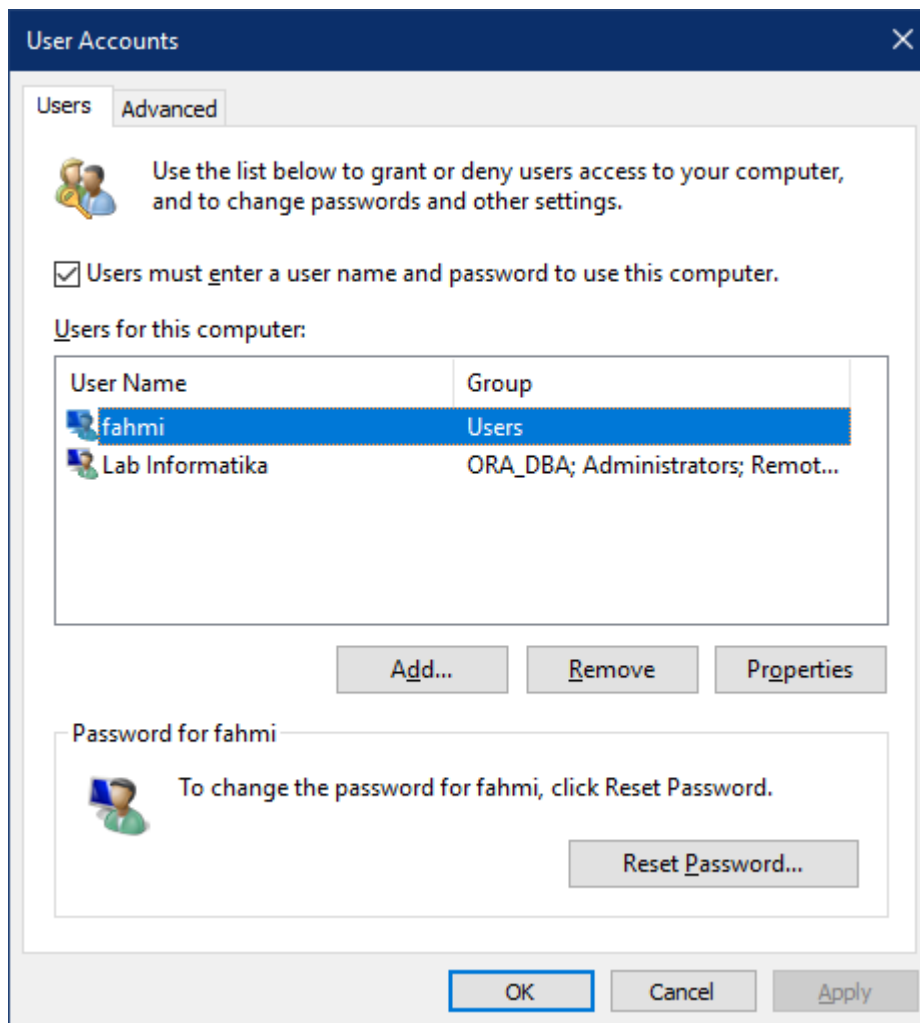 User Accounts
Users Advanced
Use the list below to grant or deny users access to your computer,
and to change passwords and other settings.
Users must enter a user name and password to use this computer.
Users for this computer:
User Name Group
fahmi Users
Lab Informatika ORA_DBA; Administrators; Remot...
Add... Remove Properties
Password for fahmi
To change the password for fahmi, click Reset Password.
Reset Password...
OK Cancel Apply